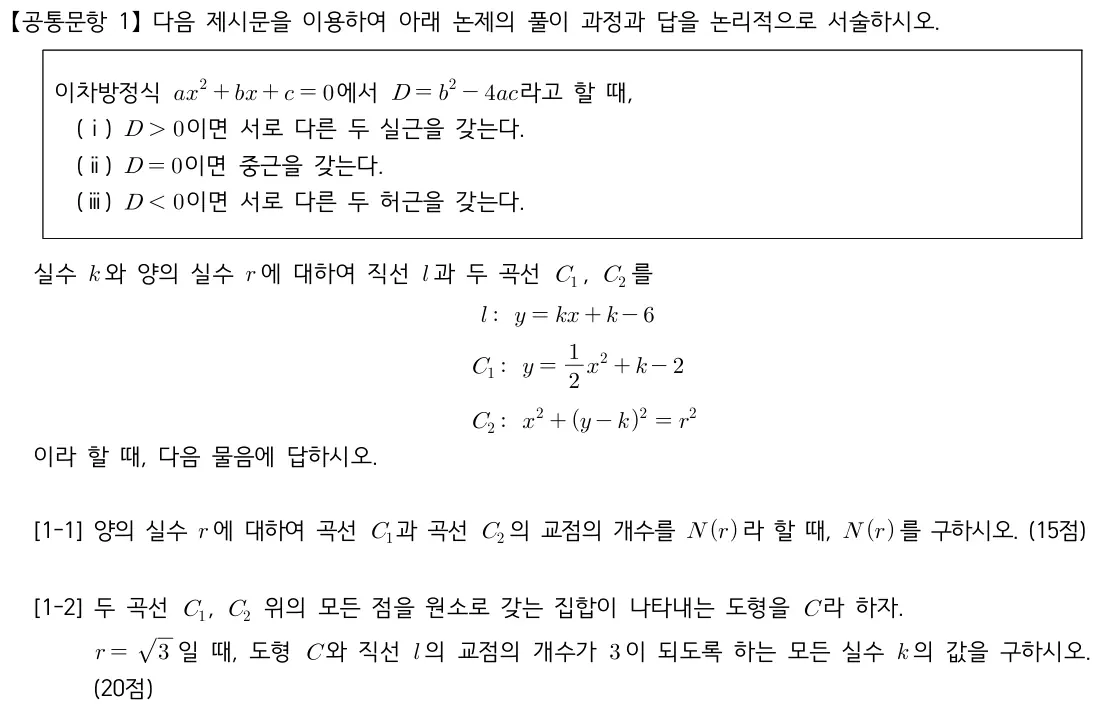 【공통문항 1】 다음 제시문을 이용하여 아래 논제의 풀이 과정과 답을 논리적으로 서술하시오.
이차방정식 ax² + bx + c = 0에서 D = b² − 4ac라고 할 때,
(ⅰ) D > 0이면 서로 다른 두 실근을 갖는다.
(ⅱ) D = 0이면 중근을 갖는다.
(ⅲ) D < 0이면 서로 다른 두 허근을 갖는다.
실수 k와 양의 실수 r에 대하여 직선 l과 두 곡선 C₁, C₂를
l : y = kx + k − 6
C₁ : y = 1/2 x² + k − 2
C₂ : x² + (y − k)² = r²
이라 할 때, 다음 물음에 답하시오.
[1-1] 양의 실수 r에 대하여 곡선 C₁과 곡선 C₂의 교점의 개수를 N(r)라 할 때, N(r)를 구하시오. (15점)
[1-2] 두 곡선 C₁, C₂ 위의 모든 점을 원소로 갖는 집합이 나타내는 도형을 C라 하자.
r = √3일 때, 도형 C와 직선 l의 교점의 개수가 3이 되도록 하는 모든 실수 k의 값을 구하시오.
(20점)